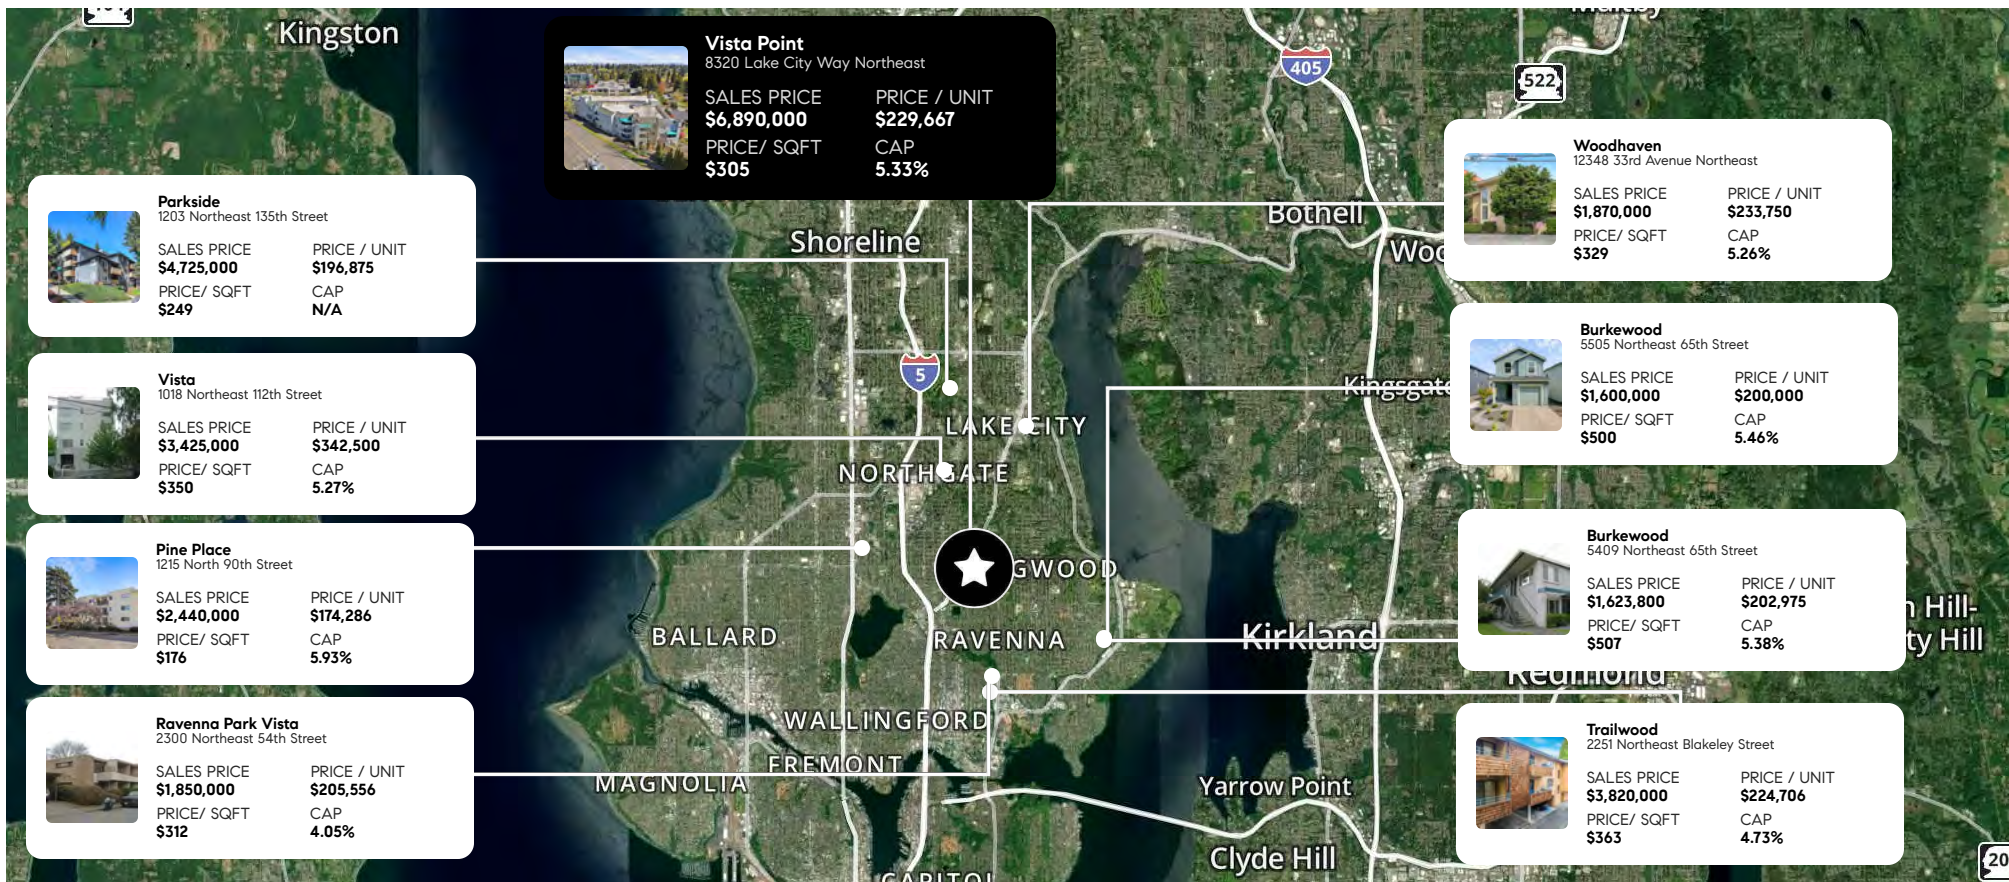 Kingston
405
522
Vista Point
8320 Lake City Way Northeast
SALES PRICE
PRICE / UNIT
$6,890,000
$229,667
PRICE/ SQFT
CAP
$305
5.33%
Parkside
1203 Northeast 135th Street
SALES PRICE
PRICE / UNIT
$4,725,000
$196,875
PRICE/ SQFT
CAP
$249
N/A
Vista
1018 Northeast 112th Street
SALES PRICE
PRICE / UNIT
$3,425,000
$342,500
PRICE/ SQFT
CAP
$350
5.27%
Pine Place
1215 North 90th Street
SALES PRICE
PRICE / UNIT
$2,440,000
$174,286
PRICE/ SQFT
CAP
$176
5.93%
Ravenna Park Vista
2300 Northeast 54th Street
SALES PRICE
PRICE / UNIT
$1,850,000
$205,556
PRICE/ SQFT
CAP
$312
4.05%
Shoreline
Bothell
Woo
5
LAKE CITY
NORTHGATE
Kingsgate
GWOOD
BALLARD
RAVENNA
Kirkland
n Hill-
ty Hill
Redmond
WALLINGFORD
FREMONT
MAGNOLIA
Yarrow Point
Clyde Hill
CAPITOL
20
Woodhaven
12348 33rd Avenue Northeast
SALES PRICE
PRICE / UNIT
$1,870,000
$233,750
PRICE/ SQFT
CAP
$329
5.26%
Burkewood
5505 Northeast 65th Street
SALES PRICE
PRICE / UNIT
$1,600,000
$200,000
PRICE/ SQFT
CAP
$500
5.46%
Burkewood
5409 Northeast 65th Street
SALES PRICE
PRICE / UNIT
$1,623,800
$202,975
PRICE/ SQFT
CAP
$507
5.38%
Trailwood
2251 Northeast Blakeley Street
SALES PRICE
PRICE / UNIT
$3,820,000
$224,706
PRICE/ SQFT
CAP
$363
4.73%